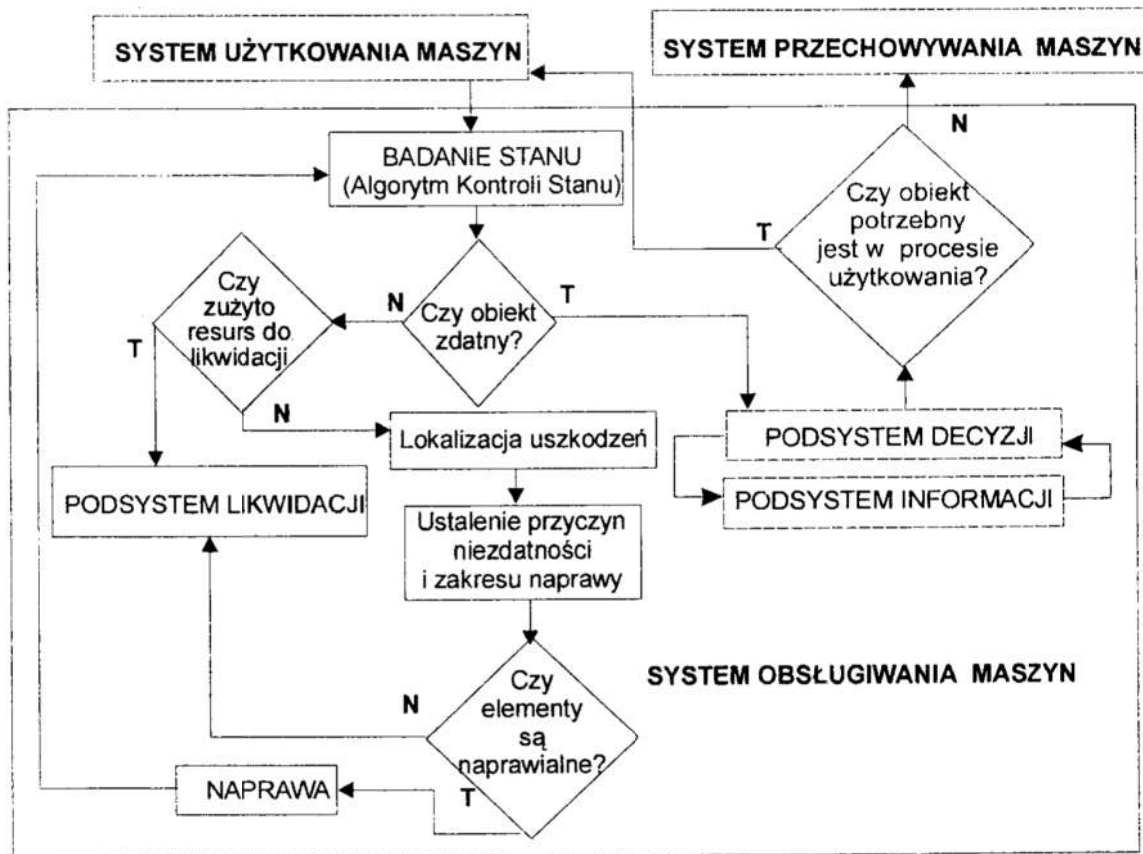 SYSTEM UŻYTKOWANIA MASZYN
SYSTEM PRZECHOWYWANIA MASZYN
BADANIE STANU
(Algorytm Kontroli Stanu)
N
Czy obiekt
potrzebny
jest w procesie
użytkowania?
T
Czy
zużyto
resurs do
likwidacji
T
N
Czy obiekt
zdatny?
T
N
Lokalizacja uszkodzeń
PODSYSTEM DECYZJI
PODSYSTEM LIKWIDACJI
PODSYSTEM INFORMACJI
Ustalenie przyczyn
niezdatności
i zakresu naprawy
SYSTEM OBSŁUGIWANIA MASZYN
N
Czy
elementy
są
naprawialne?
T
NAPRAWA